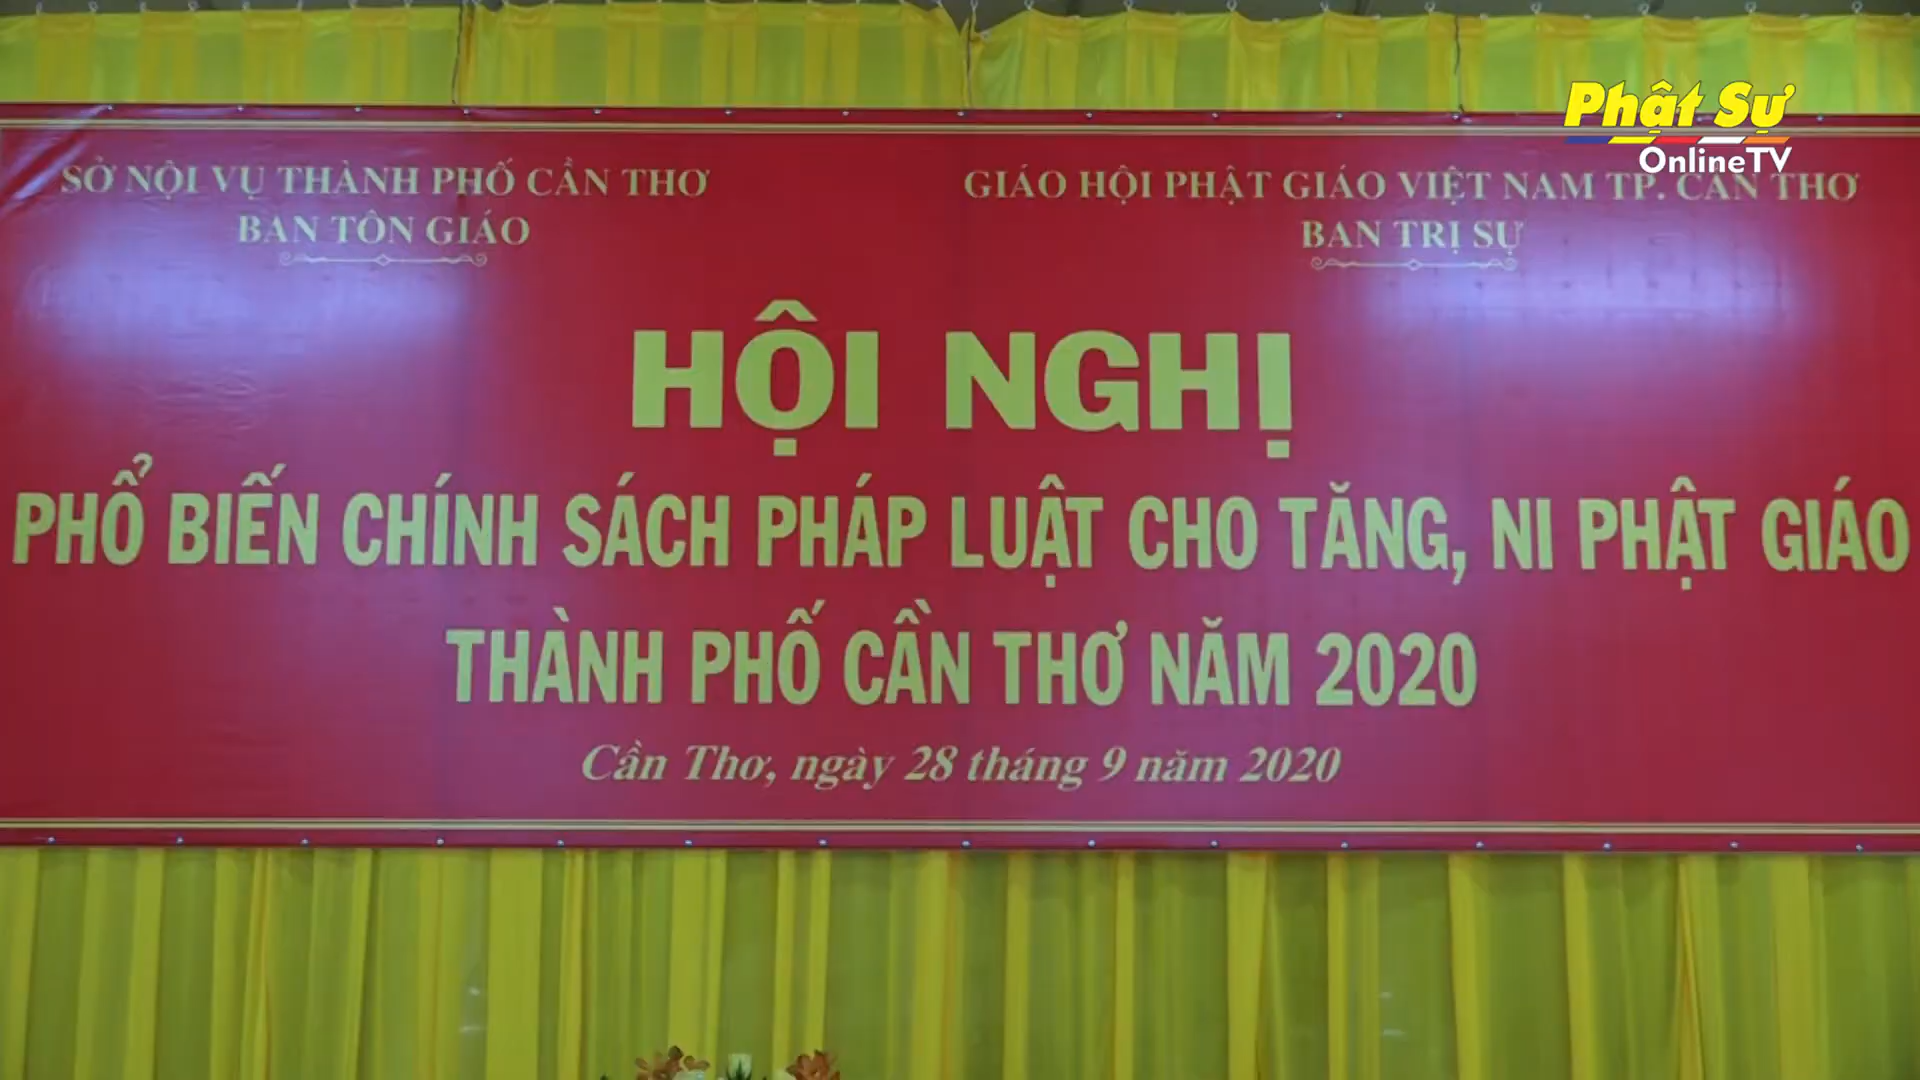 Phật Sự
OnlineTV
SỞ NỘI VỤ THÀNH PHỐ CẦN THƠ
BAN TÔN GIÁO
GIÁO HỘI PHẬT GIÁO VIỆT NAM TP. CẦN THƠ
BAN TRỊ SỰ
HỘI NGHỊ
PHỔ BIẾN CHÍNH SÁCH PHÁP LUẬT CHO TĂNG, NI PHẬT GIÁO
THÀNH PHỐ CẦN THƠ NĂM 2020
Cần Thơ, ngày 28 tháng 9 năm 2020